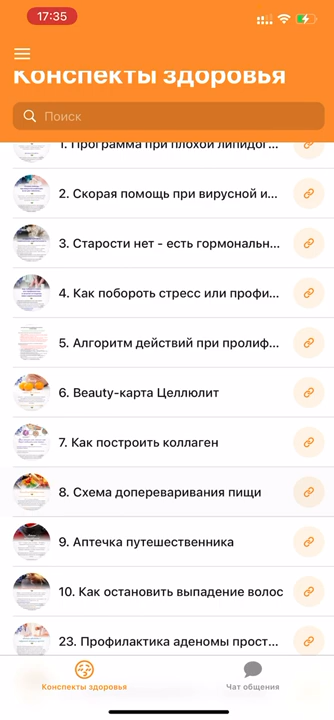 17:35
Конспекты здоровья
Поиск
1. Программа при плохой липидог...
2. Скорая помощь при вирусной и...
3. Старости нет - есть гормональн...
4. Как побороть стресс или профи...
5. Алгоритм действий при пролиф...
6. Beauty-карта Целлюлит
7. Как построить коллаген
8. Схема допереваривания пищи
9. Аптечка путешественника
10. Как остановить выпадение волос
23. Профилактика аденомы прост...
Конспекты здоровья
Чат общения